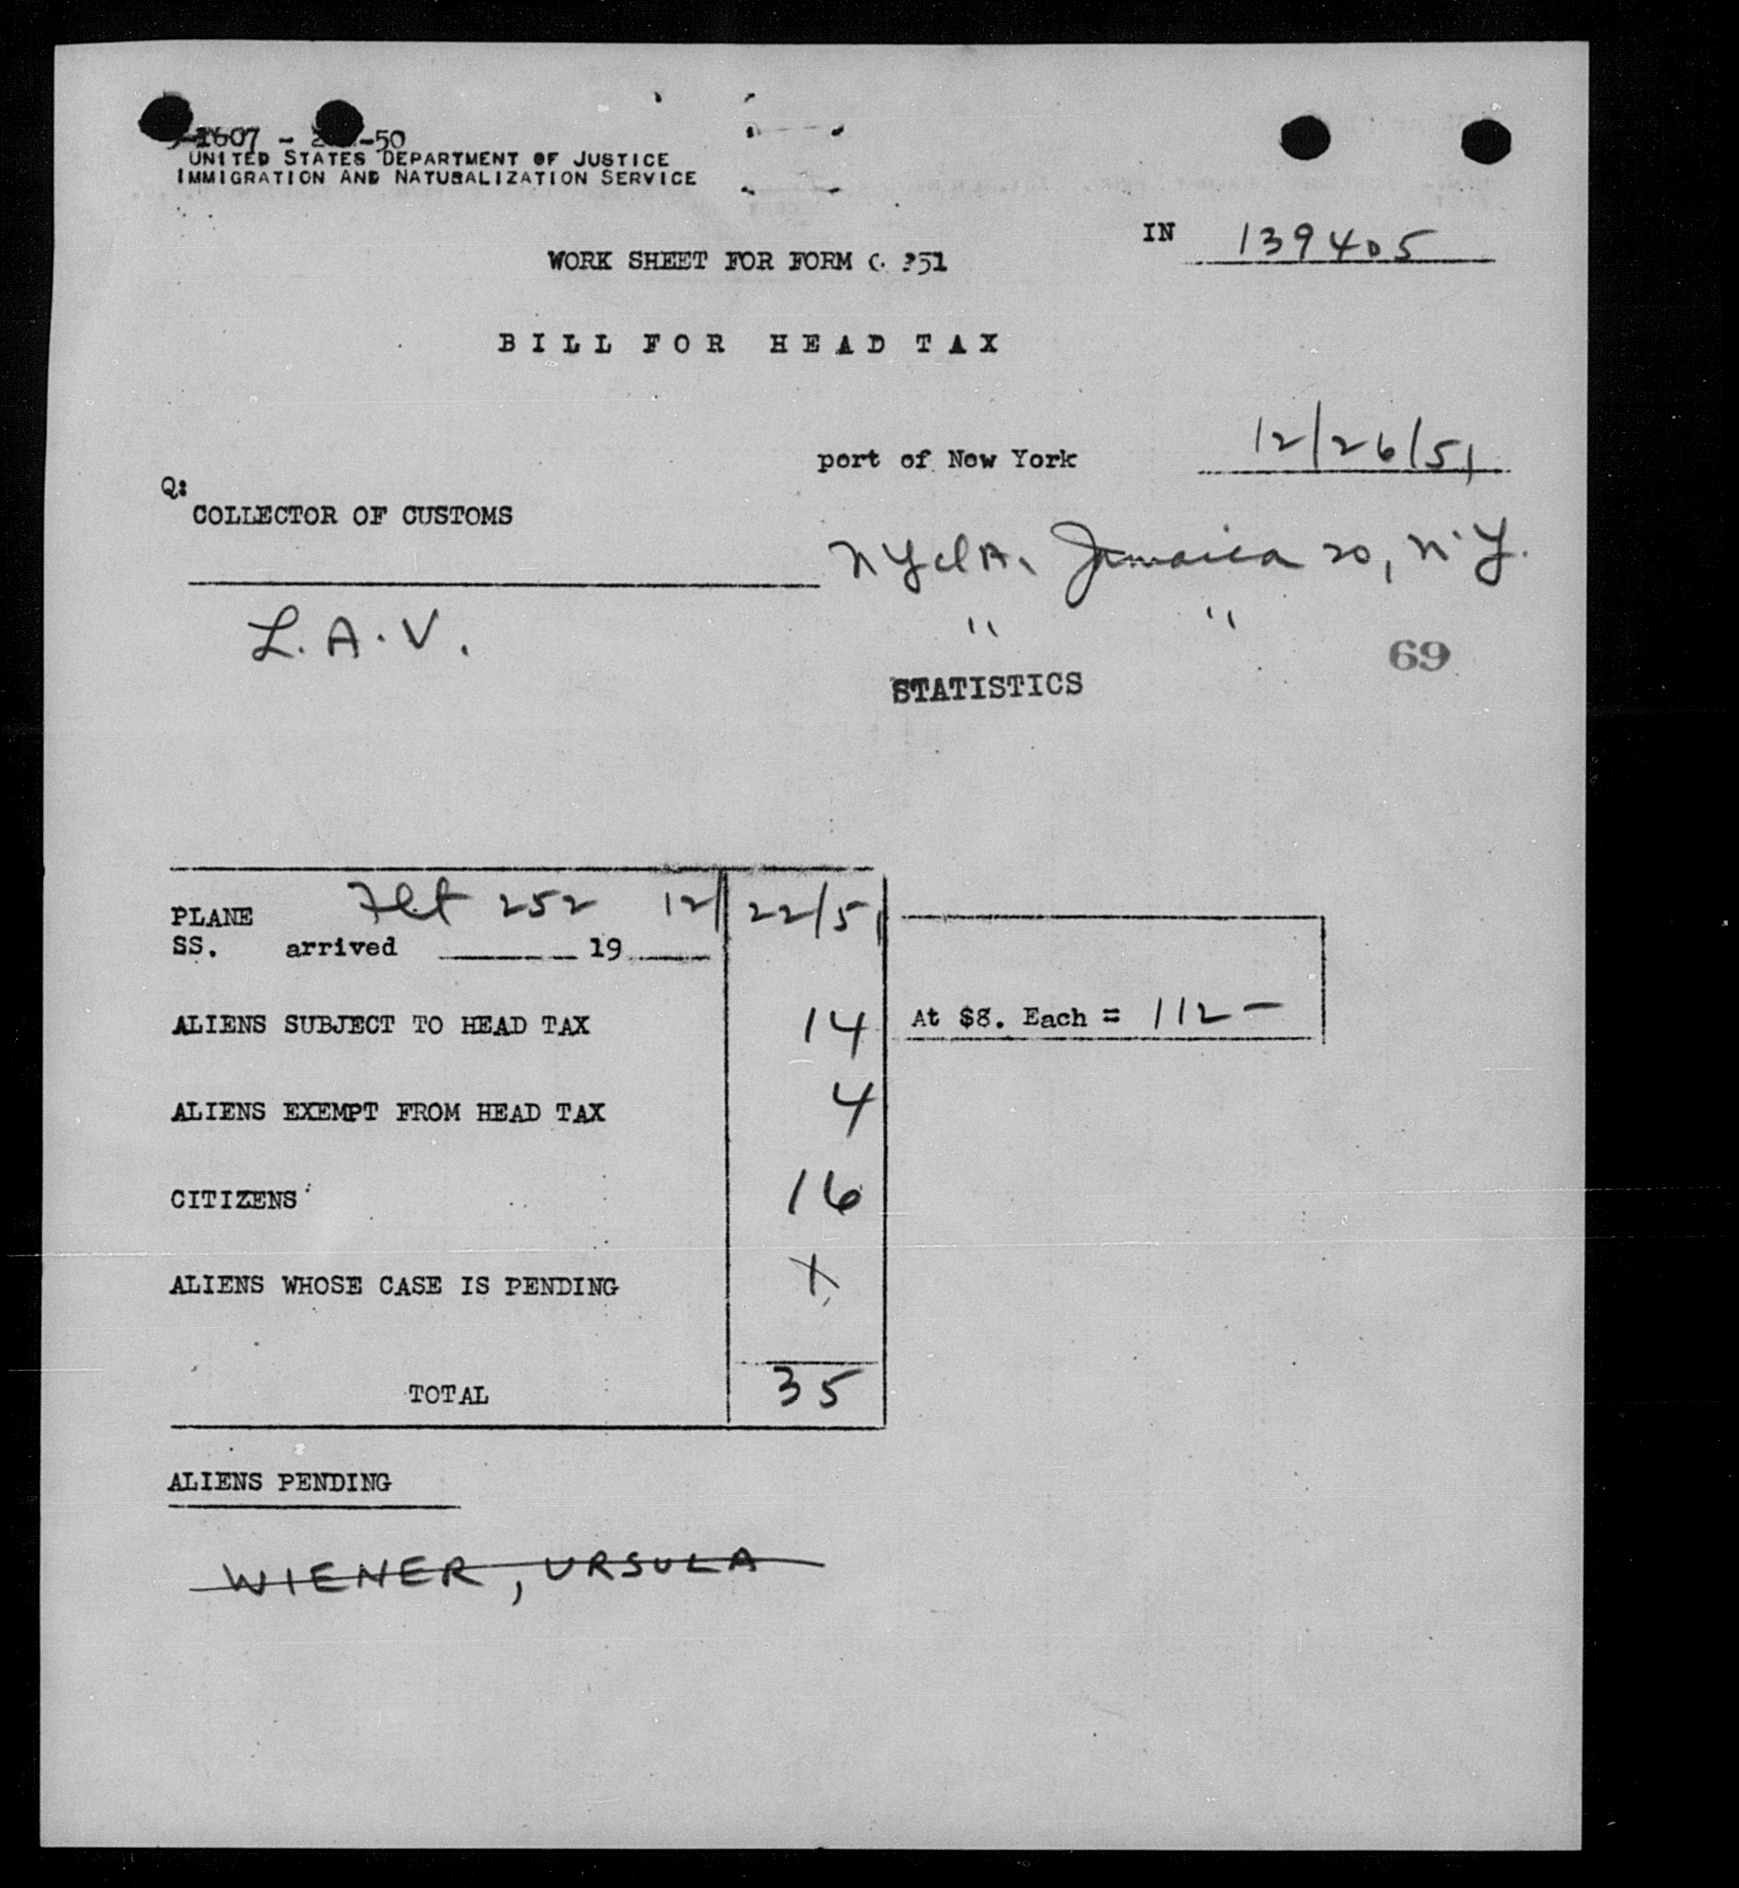 -1607 - -50
UNITED STATES DEPARTMENT OF JUSTICE
IMMIGRATION AND NATURALIZATION SERVICE
IN 139405
WORK SHEET FOR FORM 51
BILL FOR HEAD TAX
port of New York 12/26/51
Q:
COLLECTOR OF CUSTOMS
Jamaica 20, N.Y.
L.A.V. " "
69
STATISTICS
PLANE Flt 252 12/22/51
SS. arrived 19
ALIENS SUBJECT TO HEAD TAX 14 At $8. Each = 112 -
ALIENS EXEMPT FROM HEAD TAX 4
CITIZENS 16
ALIENS WHOSE CASE IS PENDING
TOTAL 35
ALIENS PENDING
WIENER, URSULA